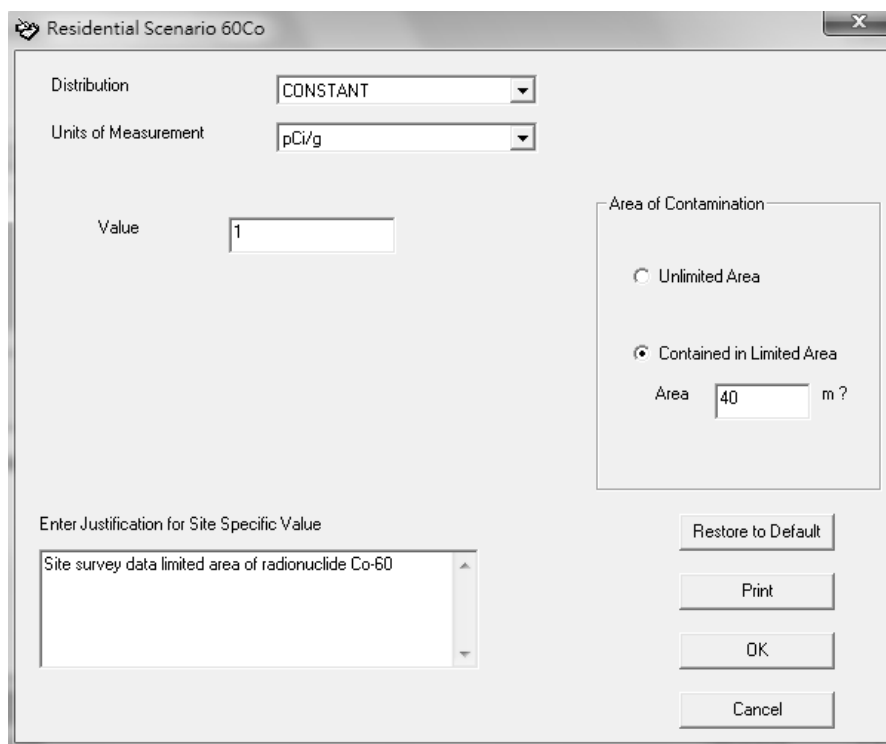 Residential Scenario 60Co
x
Distribution
CONSTANT
Units of Measurement
pCi/g
Value
1
Area of Contamination
Unlimited Area
Contained in Limited Area
Area 40 m ?
Enter Justification for Site Specific Value
Site survey data limited area of radionuclide Co-60
Restore to Default
Print
OK
Cancel